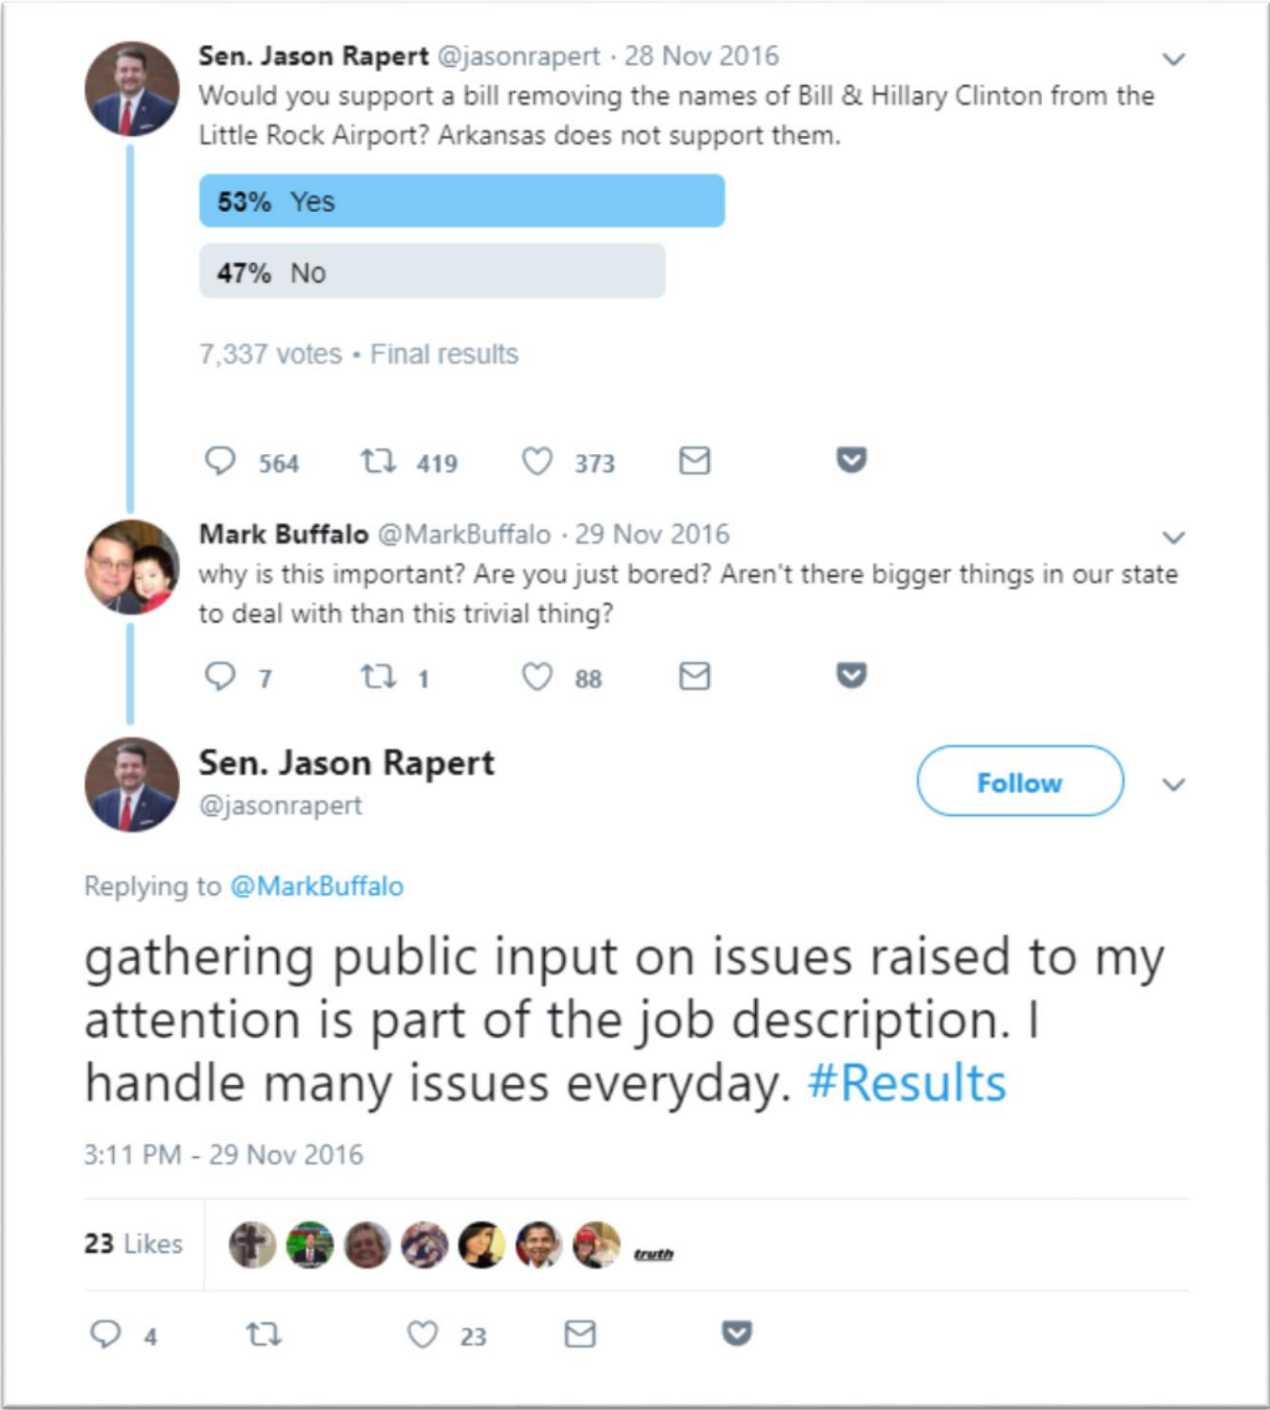 Sen. Jason Rapert @jasonrapert · 28 Nov 2016
Would you support a bill removing the names of Bill & Hillary Clinton from the
Little Rock Airport? Arkansas does not support them.
53% Yes
47% No
7,337 votes • Final results
564 419 373
Mark Buffalo @MarkBuffalo · 29 Nov 2016
why is this important? Are you just bored? Aren't there bigger things in our state
to deal with than this trivial thing?
7 1 88
Sen. Jason Rapert
@jasonrapert
Follow
Replying to @MarkBuffalo
gathering public input on issues raised to my
attention is part of the job description. I
handle many issues everyday. #Results
3:11 PM - 29 Nov 2016
23 Likes
truth
4 23